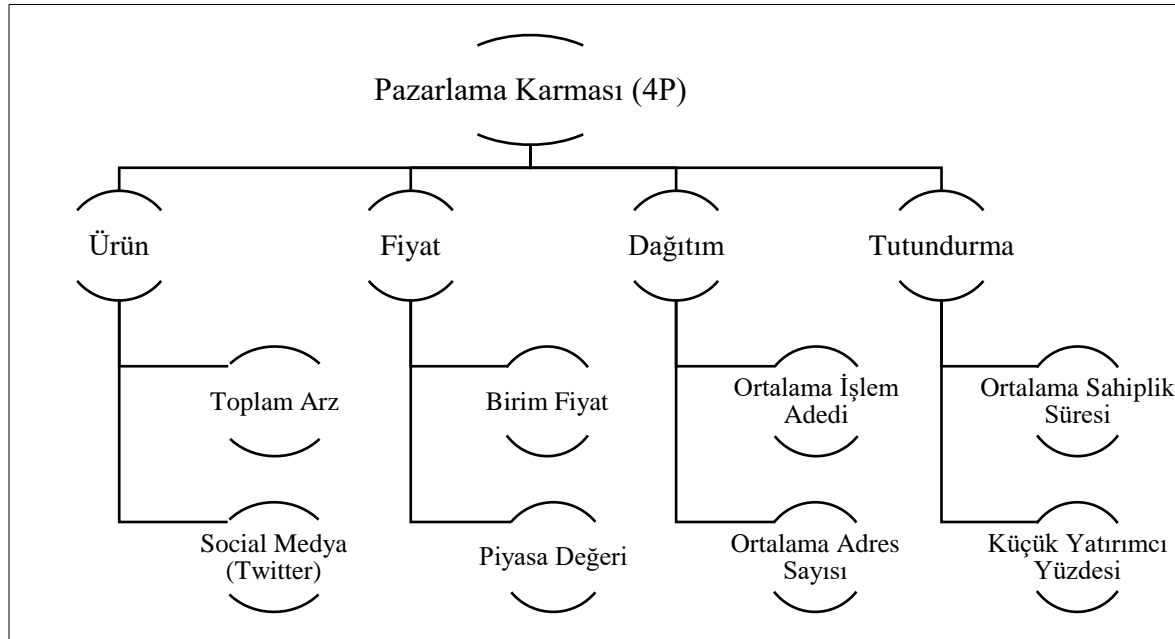 Pazarlama Karması (4P)
Ürün
Fiyat
Dağıtım
Tutundurma
Toplam Arz
Birim Fiyat
Ortalama İşlem
Adedi
Ortalama Sahiplik
Süresi
Social Medya
(Twitter)
Piyasa Değeri
Ortalama Adres
Sayısı
Küçük Yatırımcı
Yüzdesi